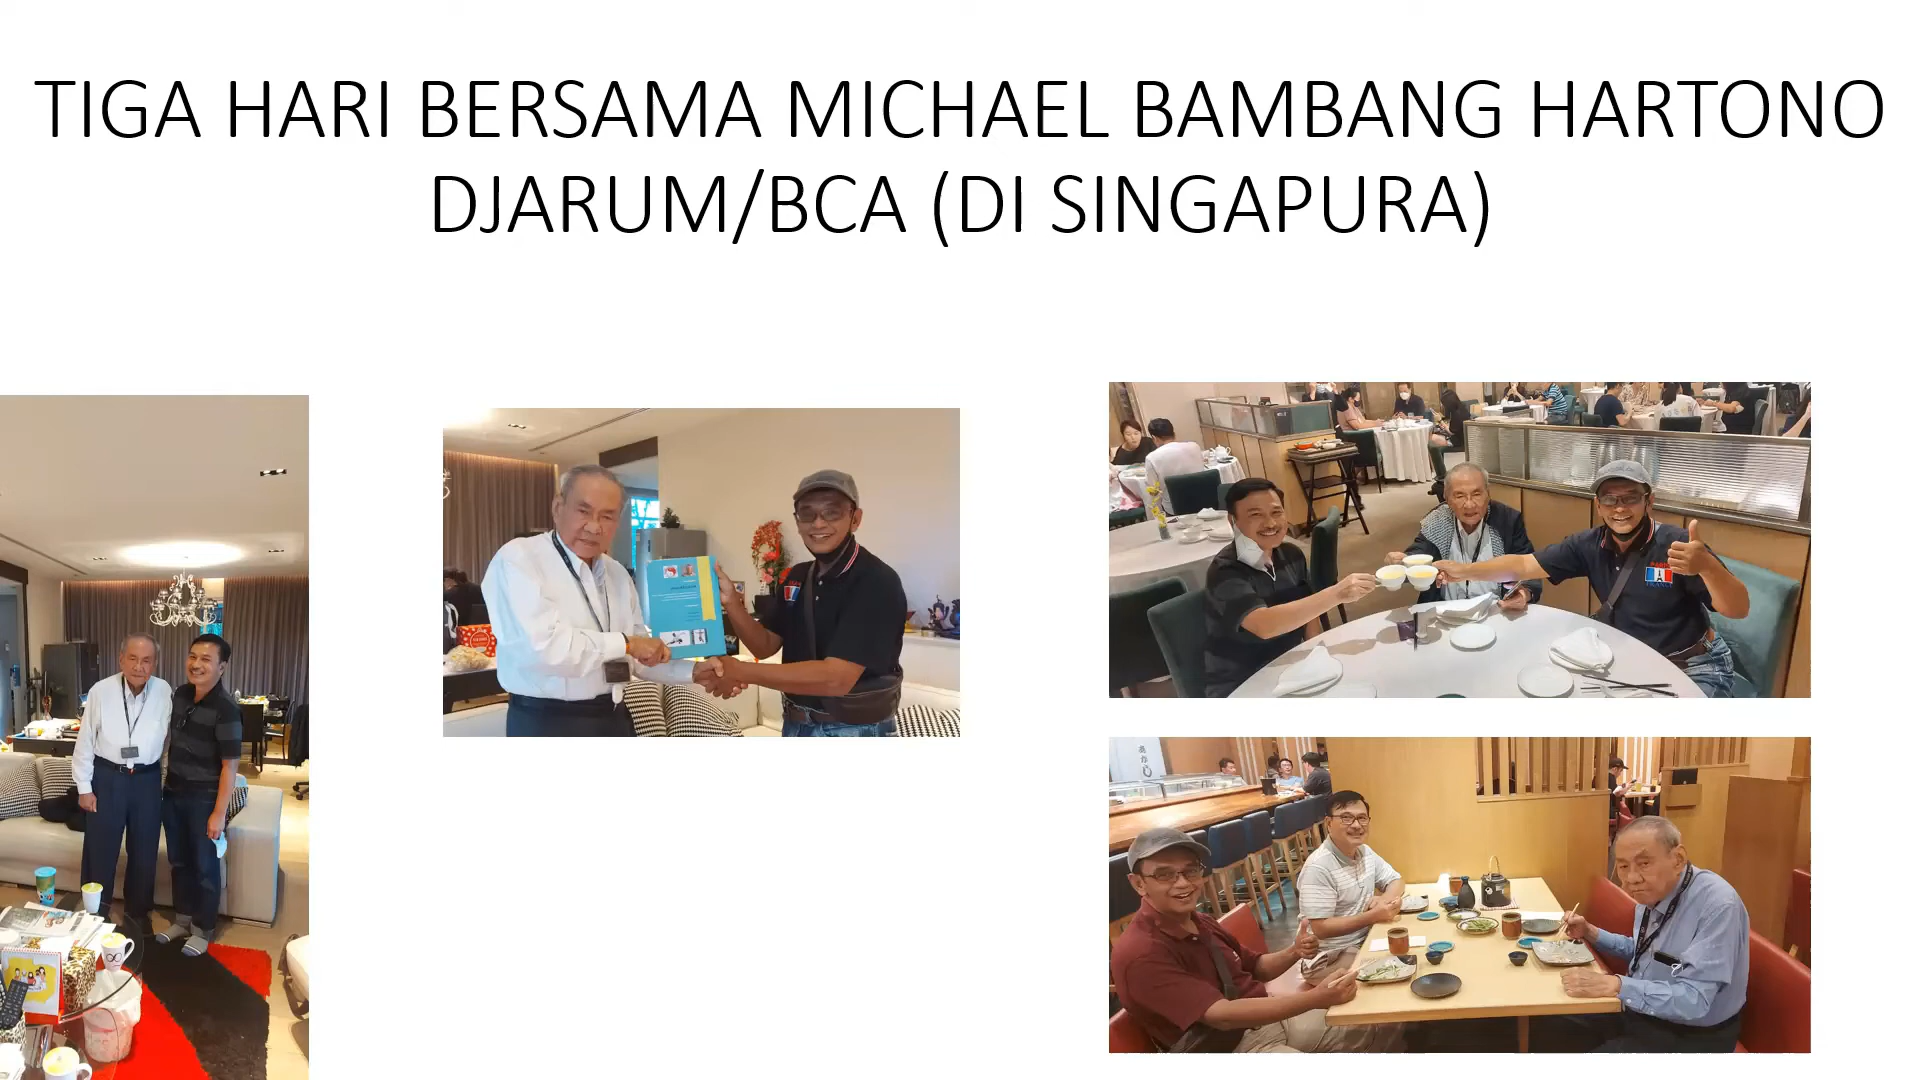 TIGA HARI BERSAMA MICHAEL BAMBANG HARTONO
DJARUM/BCA (DI SINGAPURA)